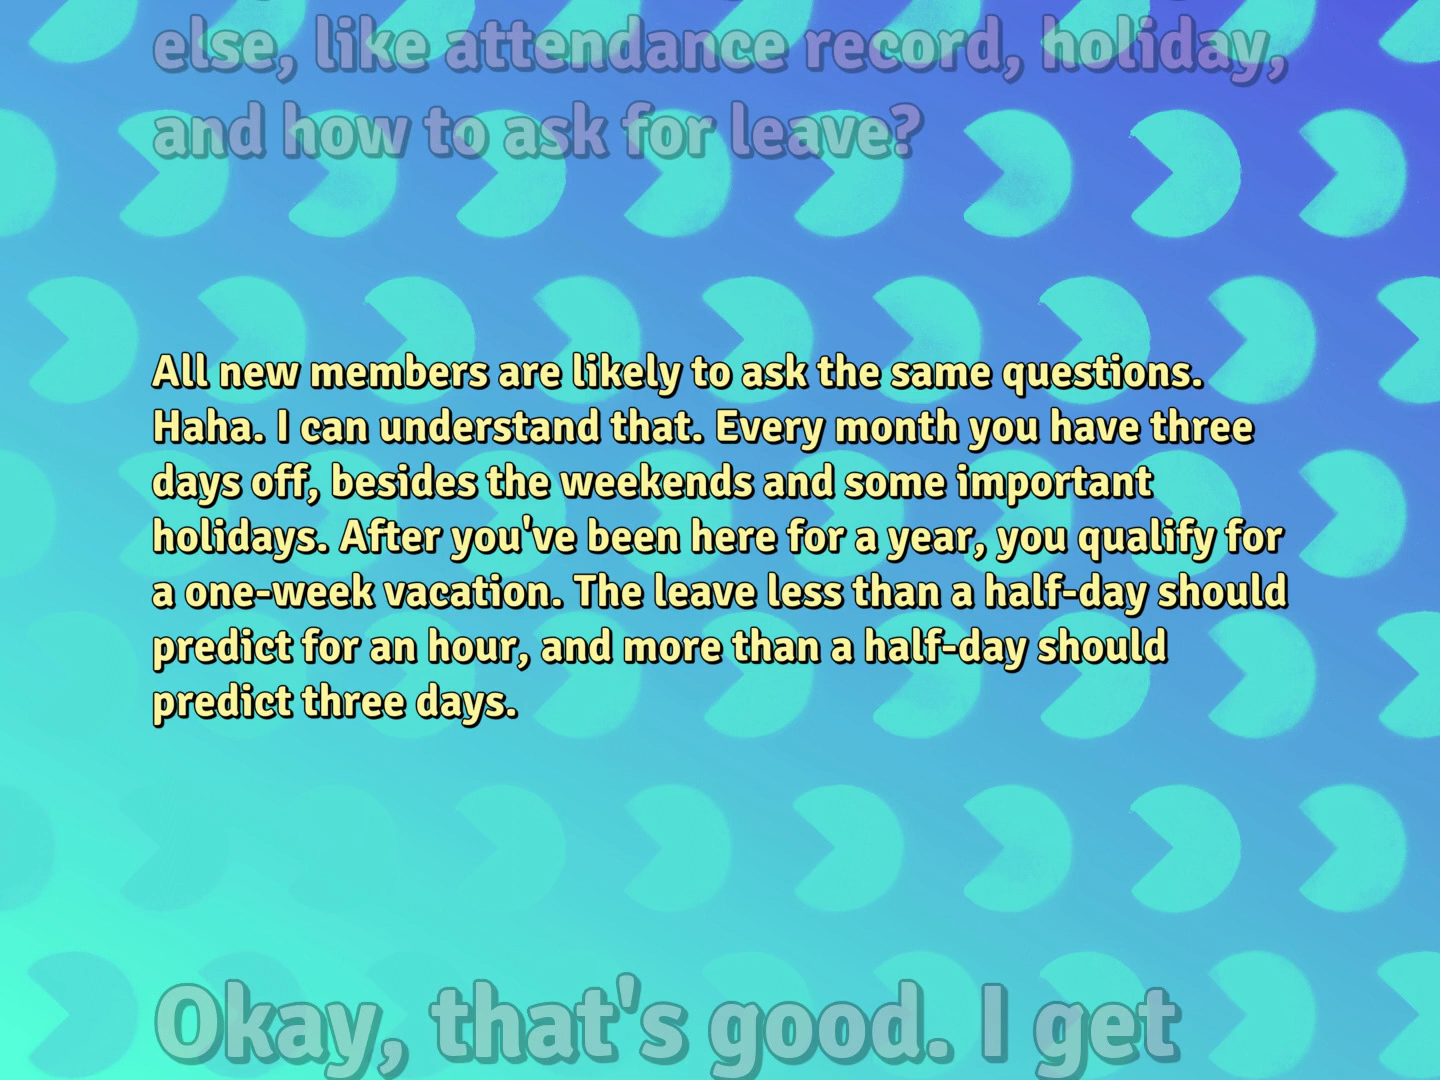 else, like attendance record, holiday,
and how to ask for leave?
All new members are likely to ask the same questions.
Haha. I can understand that. Every month you have three
days off, besides the weekends and some important
holidays. After you've been here for a year, you qualify for
a one-week vacation. The leave less than a half-day should
predict for an hour, and more than a half-day should
predict three days.
Okay, that's good. I get